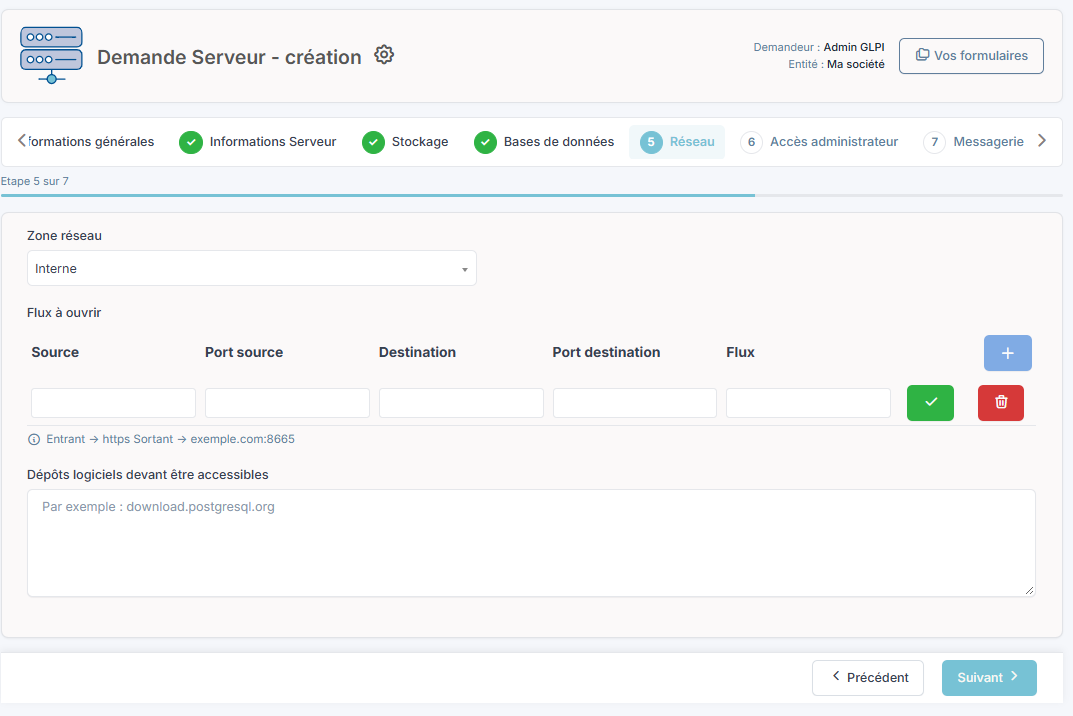 Demande Serveur - création
Demandeur : Admin GLPI
Entité : Ma société
Vos formulaires
formations générales
Informations Serveur
Stockage
Bases de données
5 Réseau
6 Accès administrateur
7 Messagerie
Etape 5 sur 7
Zone réseau
Interne
Flux à ouvrir
Source Port source Destination Port destination Flux +
Entrant → https Sortant → exemple.com:8665
Dépôts logiciels devant être accessibles
Par exemple : download.postgresql.org
Précédent
Suivant